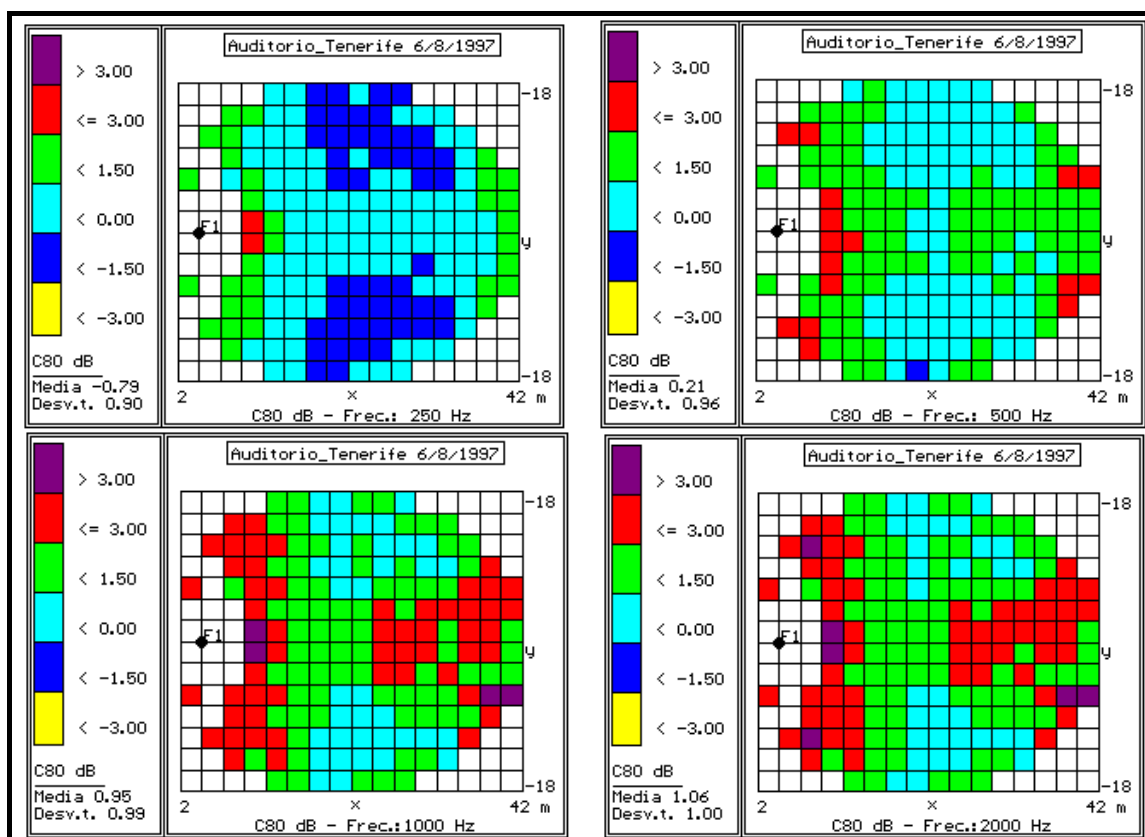 Auditorio_Tenerife 6/8/1997
> 3.00
<= 3.00
< 1.50
< 0.00
< -1.50
< -3.00
C80 dB
Media -0.79
Desv.t. 0.90
F1
-18
y
-18
2
x
42 m
C80 dB - Frec.: 250 Hz
Auditorio_Tenerife 6/8/1997
> 3.00
<= 3.00
< 1.50
< 0.00
< -1.50
< -3.00
C80 dB
Media 0.21
Desv.t. 0.96
F1
-18
y
-18
2
x
42 m
C80 dB - Frec.: 500 Hz
Auditorio_Tenerife 6/8/1997
> 3.00
<= 3.00
< 1.50
< 0.00
< -1.50
< -3.00
C80 dB
Media 0.95
Desv.t. 0.99
F1
-18
y
-18
2
x
42 m
C80 dB - Frec.:1000 Hz
Auditorio_Tenerife 6/8/1997
> 3.00
<= 3.00
< 1.50
< 0.00
< -1.50
< -3.00
C80 dB
Media 1.06
Desv.t. 1.00
F1
-18
y
-18
2
x
42 m
C80 dB - Frec.:2000 Hz